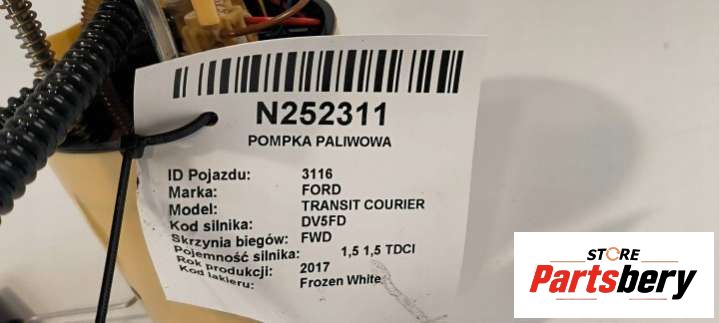 N252311
POMPKA PALIWOWA
ID Pojazdu: 3116
Marka: FORD
Model: TRANSIT COURIER
Kod silnika: DV5FD
Skrzynia biegów: FWD
Pojemność silnika: 1,5 1,5 TDCI
Rok produkcji: 2017
Kod lakieru: Frozen White
STORE
Partsbery